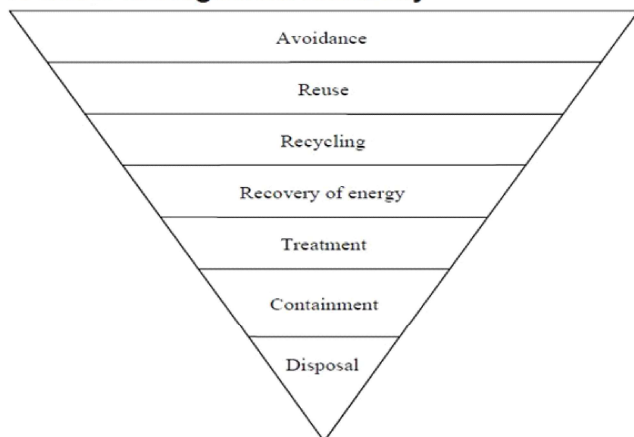 Avoidance
Reuse
Recycling
Recovery of energy
Treatment
Containment
Disposal